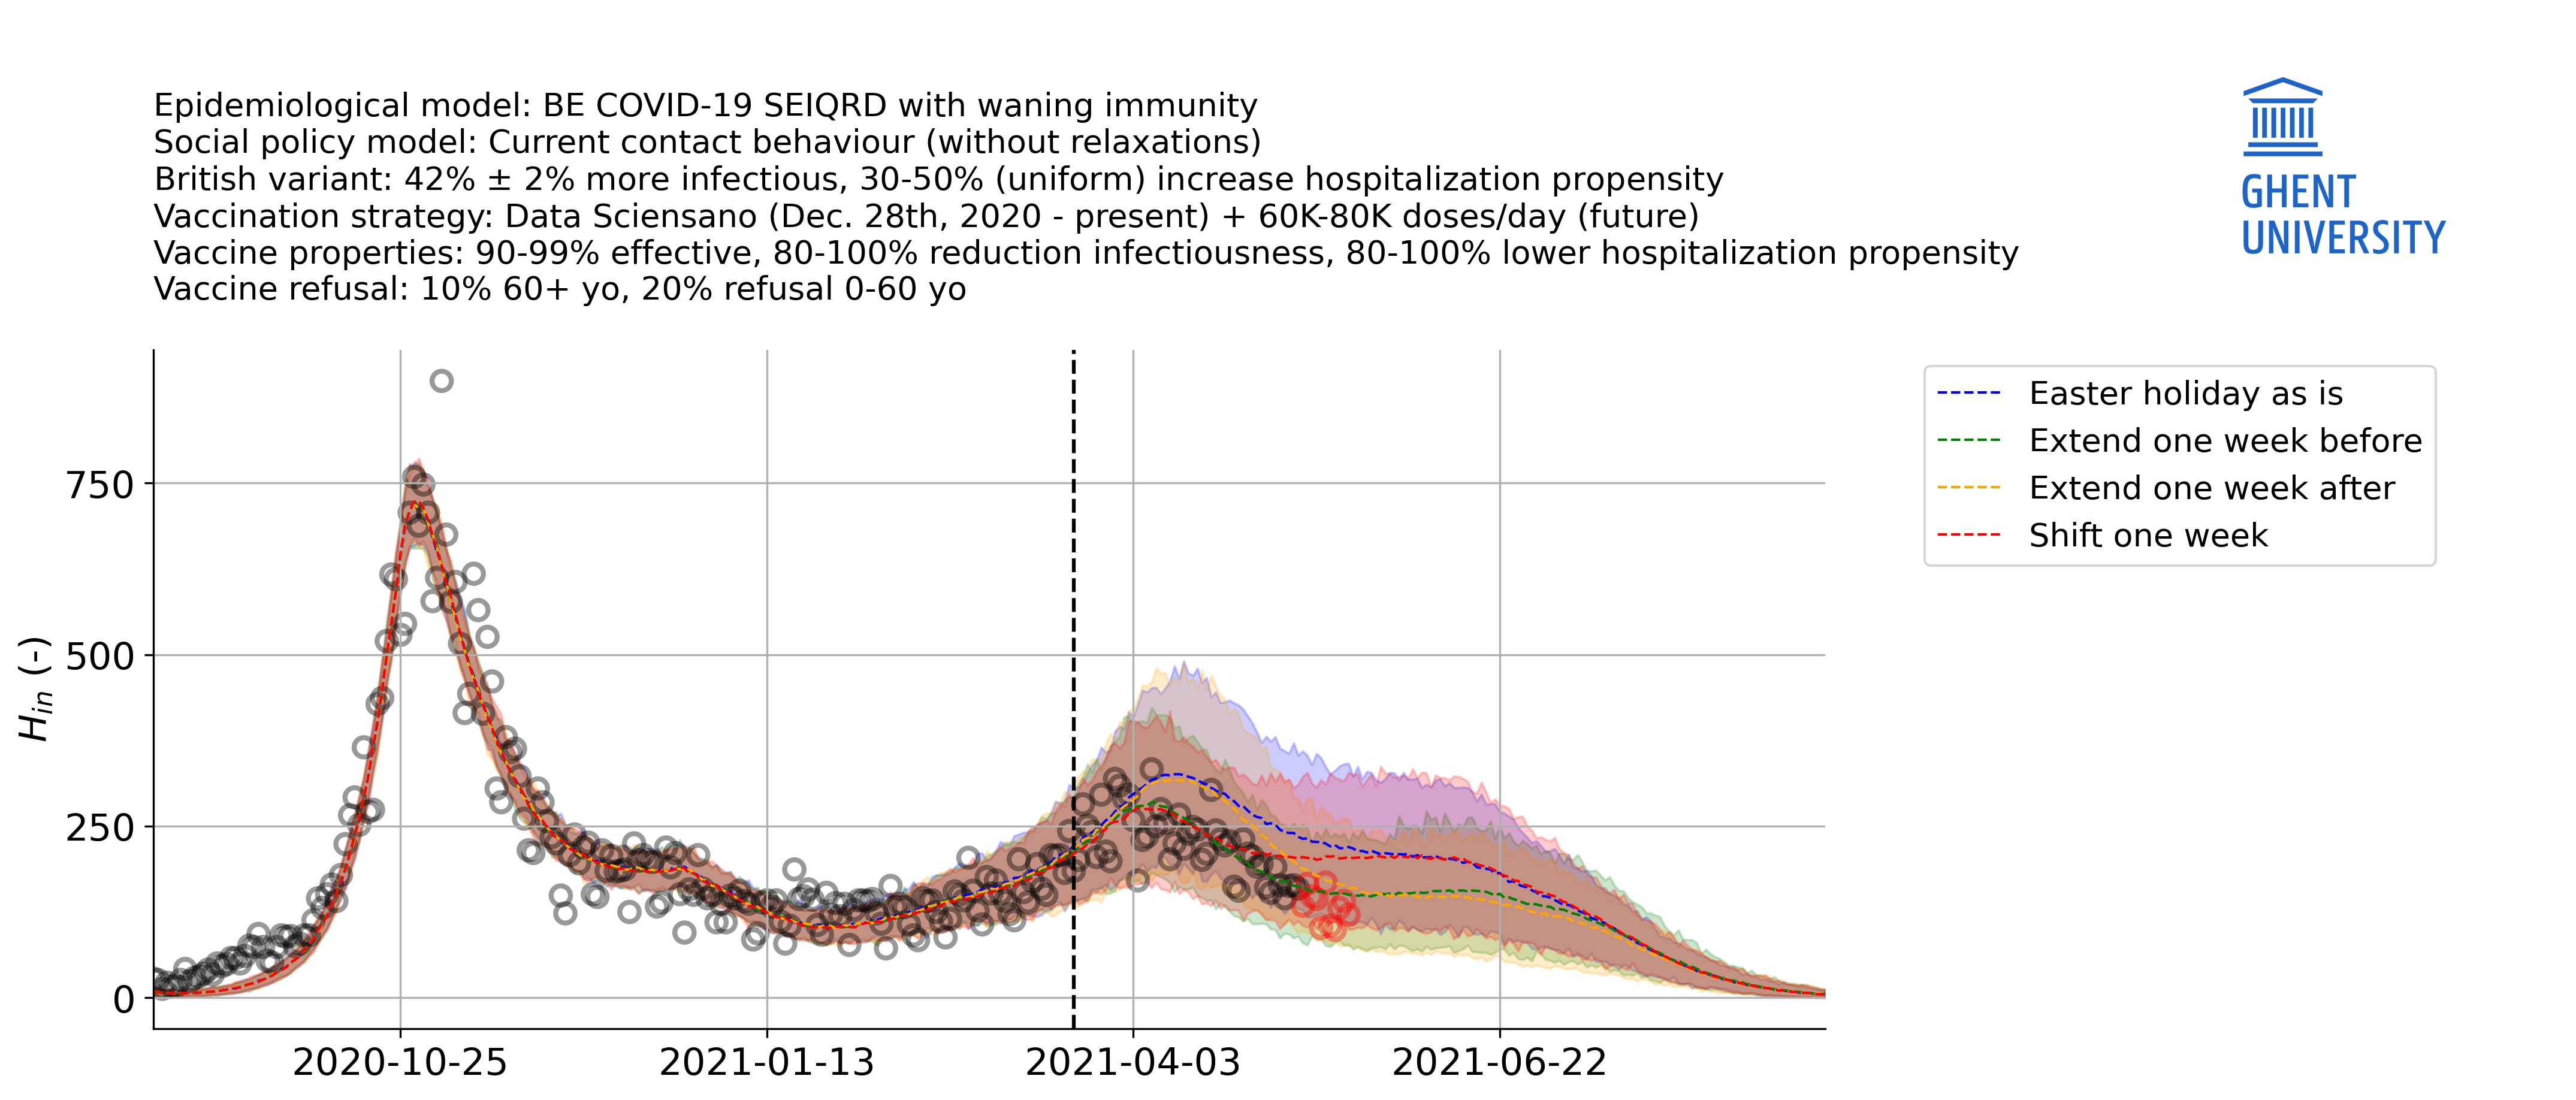 Epidemiological model: BE COVID-19 SEIQRD with waning immunity
Social policy model: Current contact behaviour (without relaxations)
British variant: 42% ± 2% more infectious, 30-50% (uniform) increase hospitalization propensity
Vaccination strategy: Data Sciensano (Dec. 28th, 2020 - present) + 60K-80K doses/day (future)
Vaccine properties: 90-99% effective, 80-100% reduction infectiousness, 80-100% lower hospitalization propensity
Vaccine refusal: 10% 60+ yo, 20% refusal 0-60 yo
GHENT
UNIVERSITY
Easter holiday as is
Extend one week before
Extend one week after
Shift one week
H_in (-)
750
500
250
0
2020-10-25
2021-01-13
2021-04-03
2021-06-22